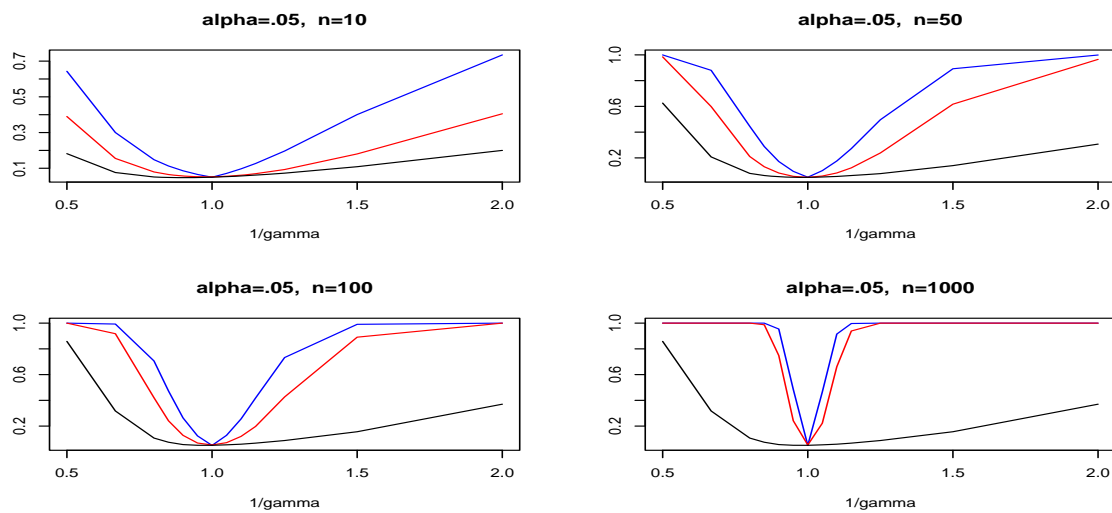 alpha=.05, n=10
0.1 0.3 0.5 0.7
0.5 1.0 1.5 2.0
1/gamma
alpha=.05, n=50
0.2 0.6 1.0
0.5 1.0 1.5 2.0
1/gamma
alpha=.05, n=100
0.2 0.6 1.0
0.5 1.0 1.5 2.0
1/gamma
alpha=.05, n=1000
0.2 0.6 1.0
0.5 1.0 1.5 2.0
1/gamma